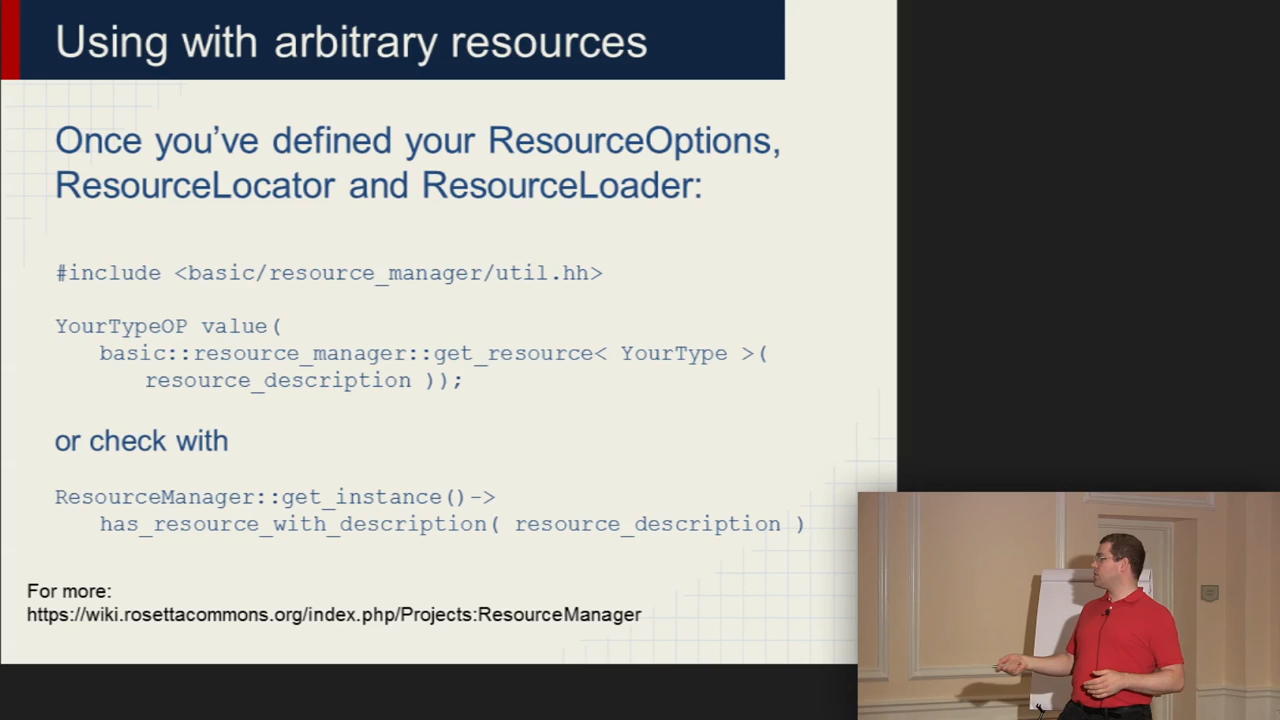 Using with arbitrary resources
Once you've defined your ResourceOptions,
ResourceLocator and ResourceLoader:
#include <basic/resource_manager/util.hh>
YourTypeOP value(
basic::resource_manager::get_resource< YourType >(
resource_description ));
or check with
ResourceManager::get_instance()->
has_resource_with_description( resource_description )
For more:
https://wiki.rosettacommons.org/index.php/Projects:ResourceManager